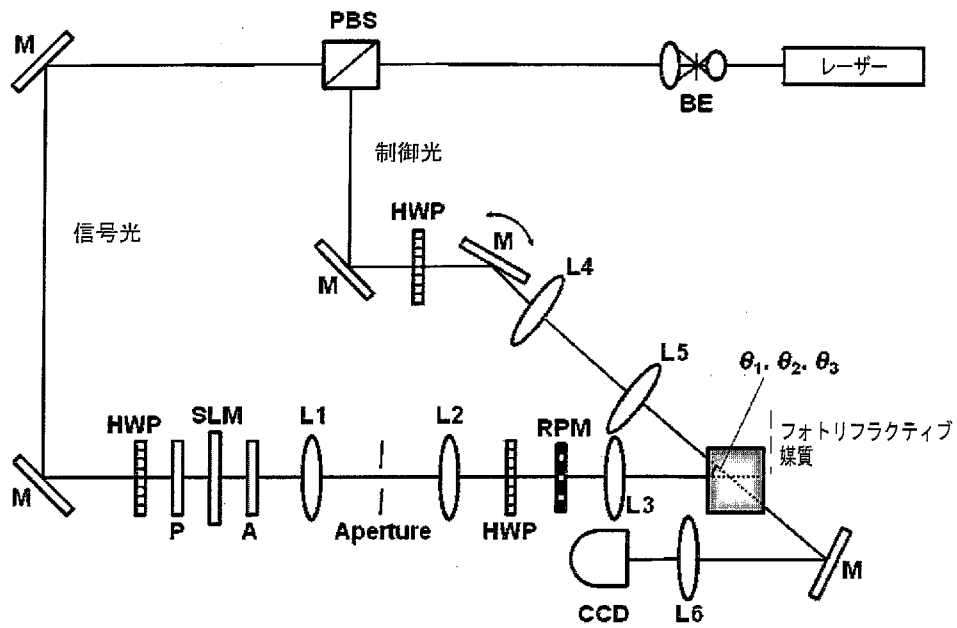 M
PBS
レーザー
BE
制御光
信号光
HWP
M
M
L4
L5
θ₁. θ₂. θ₃
フォトリフラクティブ
媒質
HWP
SLM
L1
L2
RPM
M
P
A
Aperture
HWP
L3
CCD
L6
M